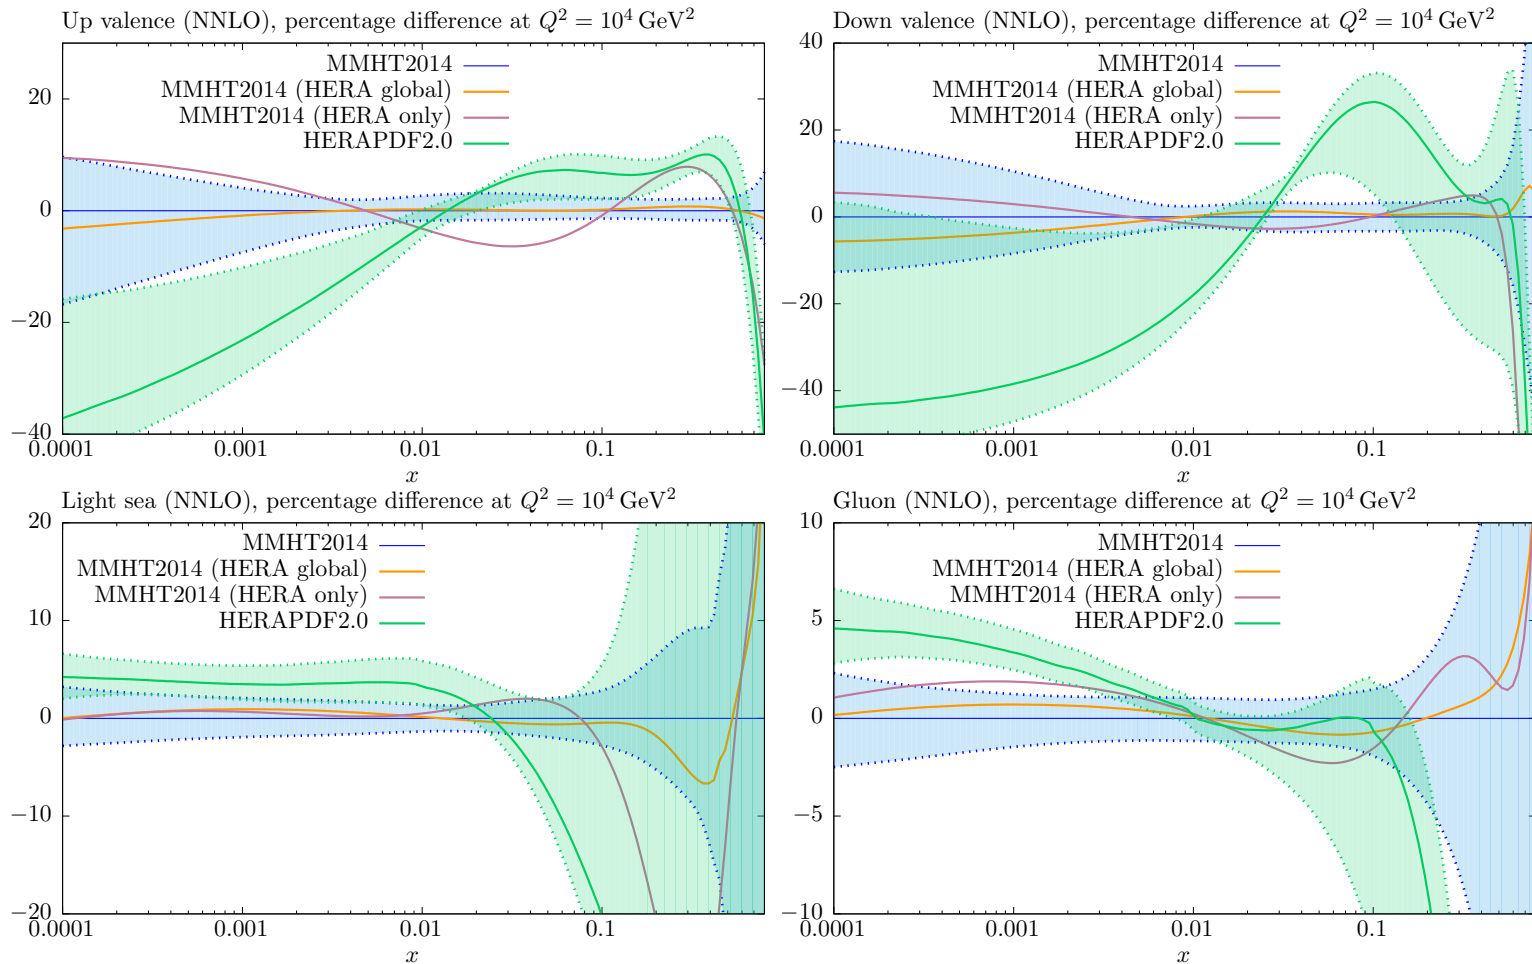 Up valence (NNLO), percentage difference at Q² = 10⁴ GeV²
MMHT2014
MMHT2014 (HERA global)
MMHT2014 (HERA only)
HERAPDF2.0
20
0
−20
−40
0.0001 0.001 0.01 0.1
x
Down valence (NNLO), percentage difference at Q² = 10⁴ GeV²
MMHT2014
MMHT2014 (HERA global)
MMHT2014 (HERA only)
HERAPDF2.0
40
20
0
−20
−40
0.0001 0.001 0.01 0.1
x
Light sea (NNLO), percentage difference at Q² = 10⁴ GeV²
MMHT2014
MMHT2014 (HERA global)
MMHT2014 (HERA only)
HERAPDF2.0
20
10
0
−10
−20
0.0001 0.001 0.01 0.1
x
Gluon (NNLO), percentage difference at Q² = 10⁴ GeV²
MMHT2014
MMHT2014 (HERA global)
MMHT2014 (HERA only)
HERAPDF2.0
10
5
0
−5
−10
0.0001 0.001 0.01 0.1
x